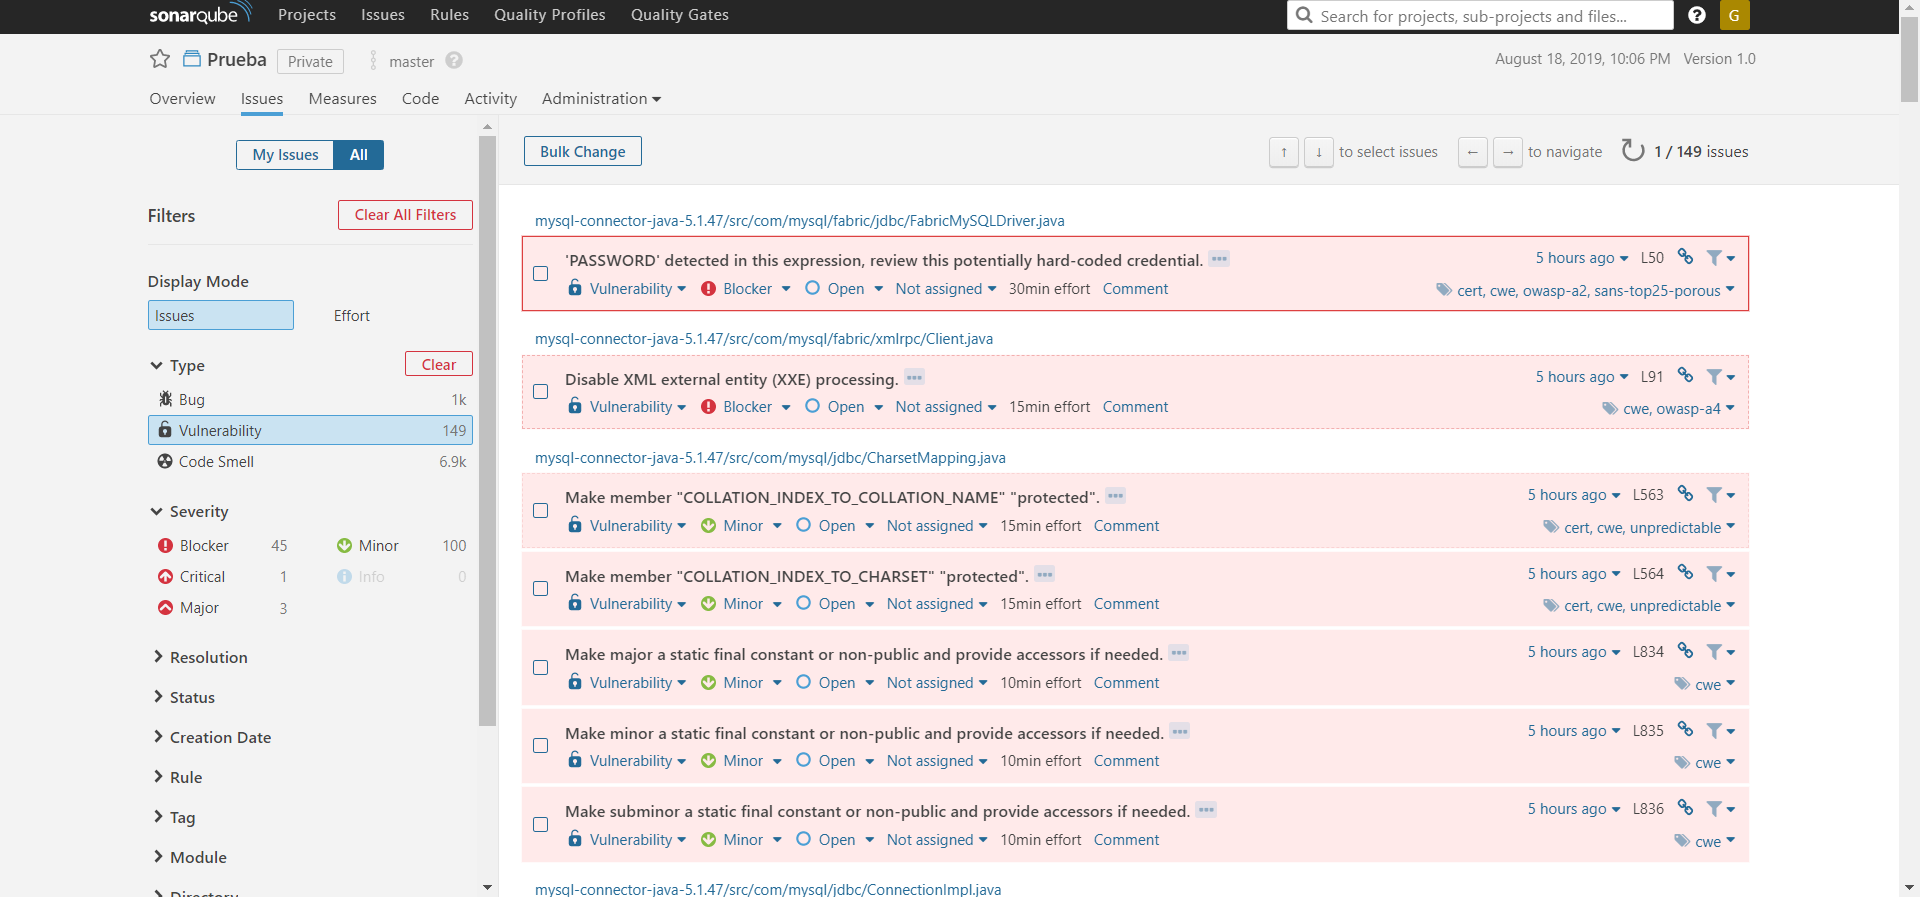 sonarqube Projects Issues Rules Quality Profiles Quality Gates Search for projects, sub-projects and files... ? G
Prueba Private master ? August 18, 2019, 10:06 PM Version 1.0
Overview Issues Measures Code Activity Administration
My Issues All
Bulk Change ↑ ↓ to select issues ← → to navigate 1 / 149 issues
Filters Clear All Filters
Display Mode
Issues Effort
Type Clear
Bug 1k
Vulnerability 149
Code Smell 6.9k
Severity
Blocker 45 Minor 100
Critical 1 Info 0
Major 3
Resolution
Status
Creation Date
Rule
Tag
Module
Directory
mysql-connector-java-5.1.47/src/com/mysql/fabric/jdbc/FabricMySQLDriver.java
'PASSWORD' detected in this expression, review this potentially hard-coded credential. ••• 5 hours ago L50
Vulnerability Blocker Open Not assigned 30min effort Comment cert, cwe, owasp-a2, sans-top25-porous
mysql-connector-java-5.1.47/src/com/mysql/fabric/xmlrpc/Client.java
Disable XML external entity (XXE) processing. ••• 5 hours ago L91
Vulnerability Blocker Open Not assigned 15min effort Comment cwe, owasp-a4
mysql-connector-java-5.1.47/src/com/mysql/jdbc/CharsetMapping.java
Make member "COLLATION_INDEX_TO_COLLATION_NAME" "protected". ••• 5 hours ago L563
Vulnerability Minor Open Not assigned 15min effort Comment cert, cwe, unpredictable
Make member "COLLATION_INDEX_TO_CHARSET" "protected". ••• 5 hours ago L564
Vulnerability Minor Open Not assigned 15min effort Comment cert, cwe, unpredictable
Make major a static final constant or non-public and provide accessors if needed. ••• 5 hours ago L834
Vulnerability Minor Open Not assigned 10min effort Comment cwe
Make minor a static final constant or non-public and provide accessors if needed. ••• 5 hours ago L835
Vulnerability Minor Open Not assigned 10min effort Comment cwe
Make subminor a static final constant or non-public and provide accessors if needed. ••• 5 hours ago L836
Vulnerability Minor Open Not assigned 10min effort Comment cwe
mysql-connector-java-5.1.47/src/com/mysql/jdbc/ConnectionImpl.java